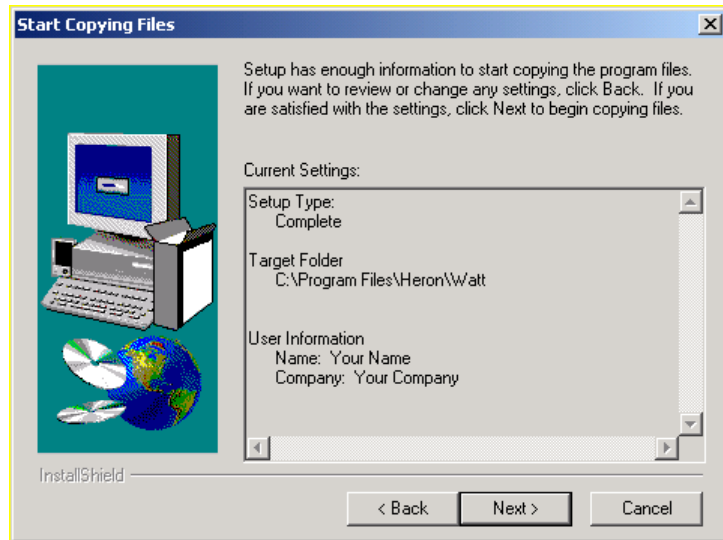 Start Copying Files
Setup has enough information to start copying the program files.
If you want to review or change any settings, click Back. If you
are satisfied with the settings, click Next to begin copying files.
Current Settings:
Setup Type:
Complete
Target Folder
C:\Program Files\Heron\Watt
User Information
Name: Your Name
Company: Your Company
InstallShield
< Back
Next >
Cancel